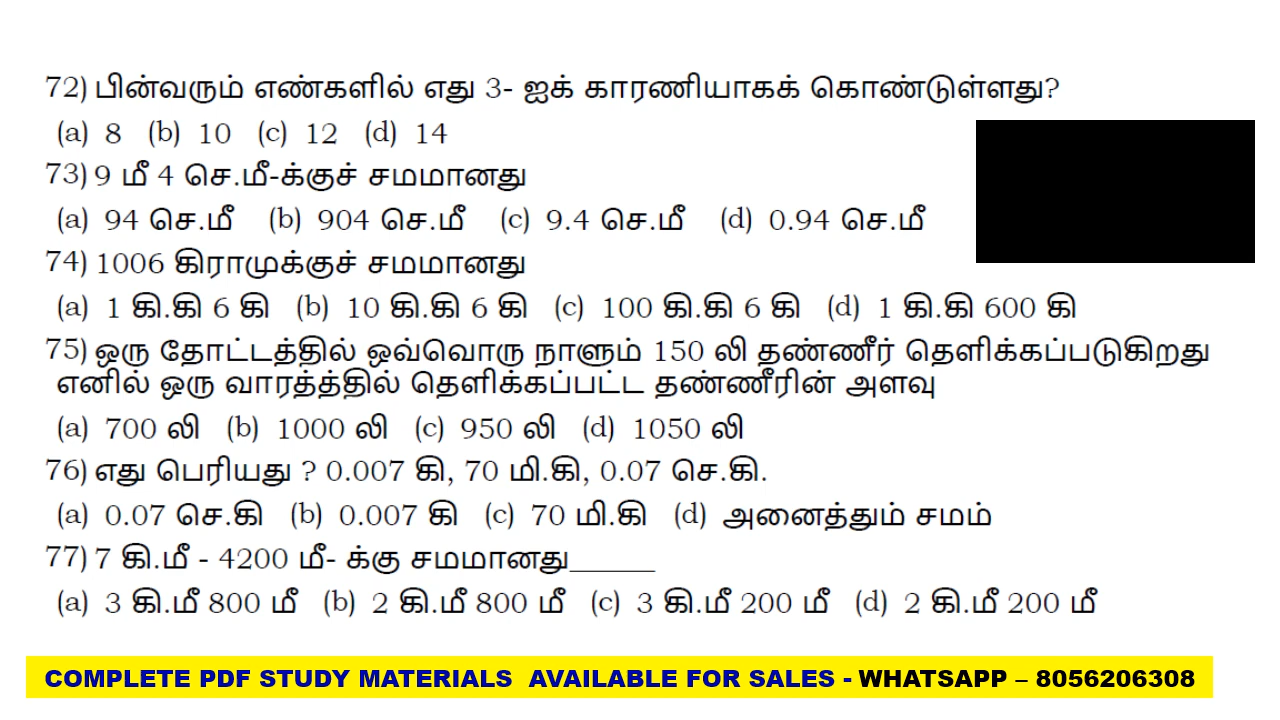 72) பின்வரும் எண்களில் எது 3- ஐக் காரணியாகக் கொண்டுள்ளது?
(a) 8 (b) 10 (c) 12 (d) 14
73) 9 மீ 4 செ.மீ-க்குச் சமமானது
(a) 94 செ.மீ (b) 904 செ.மீ (c) 9.4 செ.மீ (d) 0.94 செ.மீ
74) 1006 கிராமுக்குச் சமமானது
(a) 1 கி.கி 6 கி (b) 10 கி.கி 6 கி (c) 100 கி.கி 6 கி (d) 1 கி.கி 600 கி
75) ஒரு தோட்டத்தில் ஒவ்வொரு நாளும் 150 லி தண்ணீர் தெளிக்கப்படுகிறது
எனில் ஒரு வாரத்த்தில் தெளிக்கப்பட்ட தண்ணீரின் அளவு
(a) 700 லி (b) 1000 லி (c) 950 லி (d) 1050 லி
76) எது பெரியது ? 0.007 கி, 70 மி.கி, 0.07 செ.கி.
(a) 0.07 செ.கி (b) 0.007 கி (c) 70 மி.கி (d) அனைத்தும் சமம்
77) 7 கி.மீ - 4200 மீ- க்கு சமமானது______
(a) 3 கி.மீ 800 மீ (b) 2 கி.மீ 800 மீ (c) 3 கி.மீ 200 மீ (d) 2 கி.மீ 200 மீ
COMPLETE PDF STUDY MATERIALS AVAILABLE FOR SALES - WHATSAPP – 8056206308